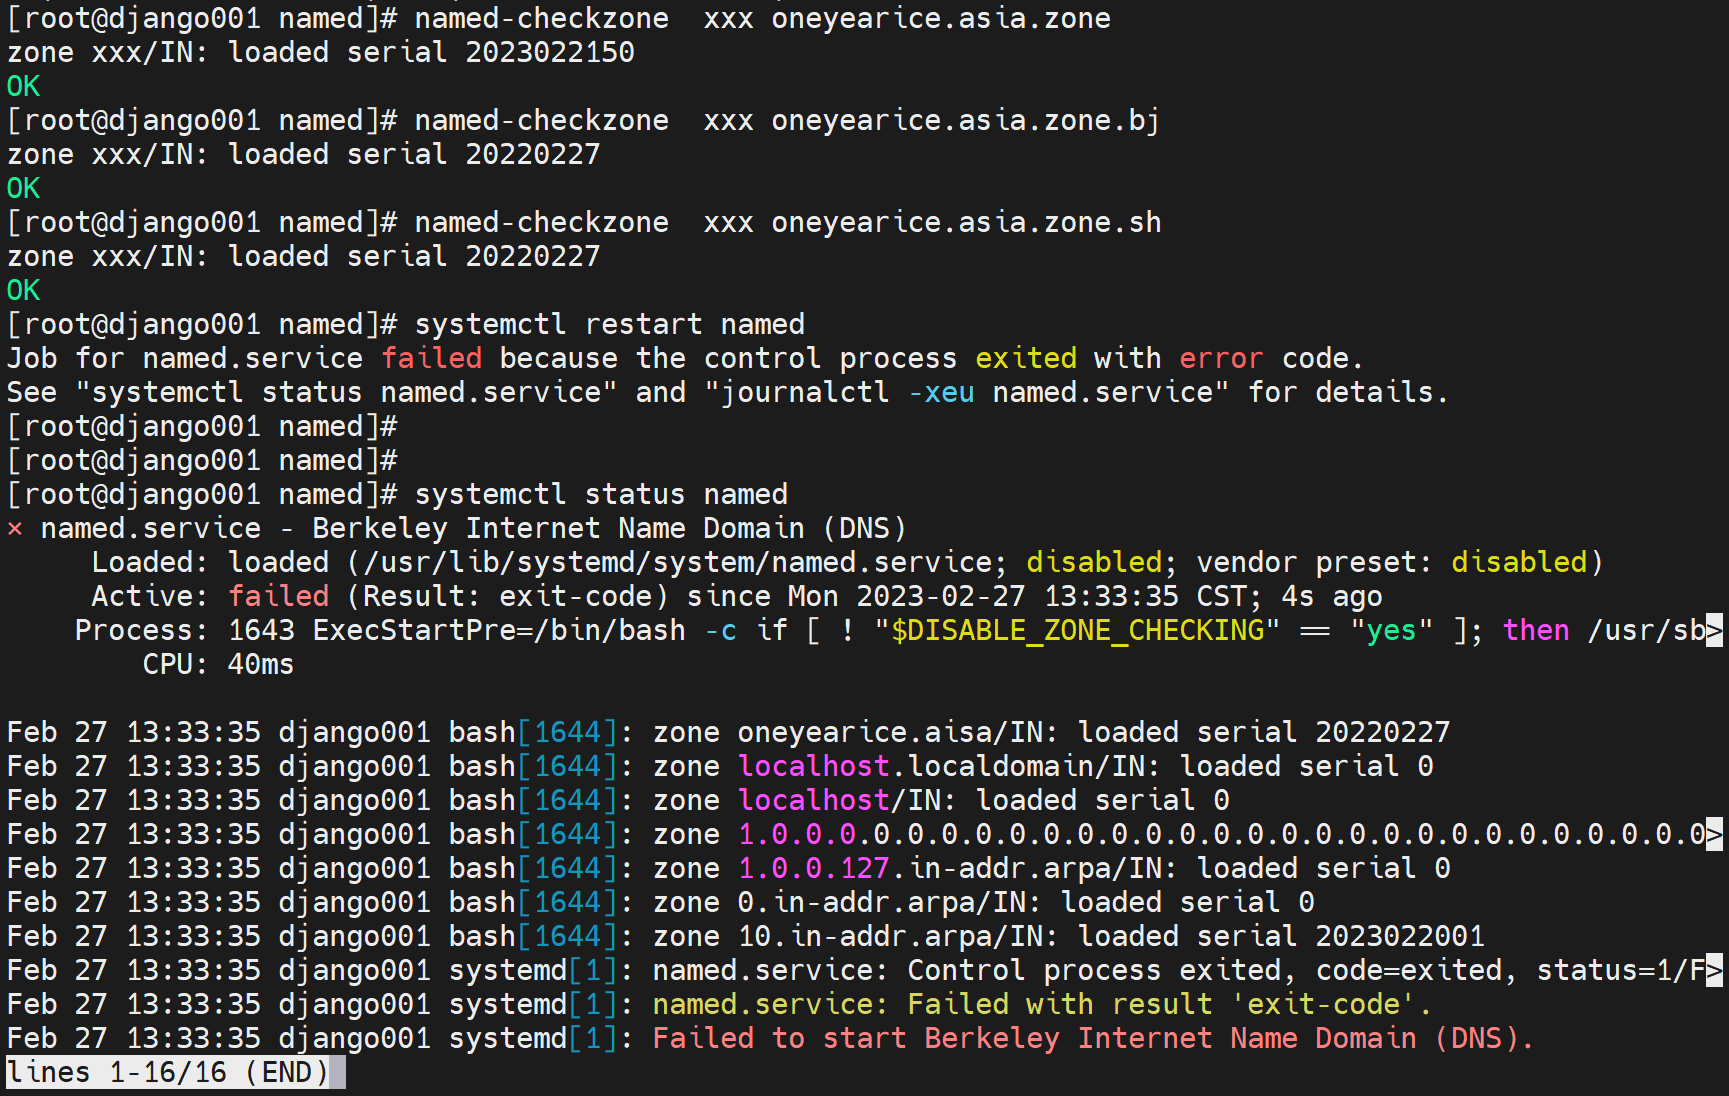 [root@django001 named]# named-checkzone  xxx oneyearice.asia.zone
zone xxx/IN: loaded serial 2023022150
OK
[root@django001 named]# named-checkzone  xxx oneyearice.asia.zone.bj
zone xxx/IN: loaded serial 20220227
OK
[root@django001 named]# named-checkzone  xxx oneyearice.asia.zone.sh
zone xxx/IN: loaded serial 20220227
OK
[root@django001 named]# systemctl restart named
Job for named.service failed because the control process exited with error code.
See "systemctl status named.service" and "journalctl -xeu named.service" for details.
[root@django001 named]#
[root@django001 named]#
[root@django001 named]# systemctl status named
× named.service - Berkeley Internet Name Domain (DNS)
     Loaded: loaded (/usr/lib/systemd/system/named.service; disabled; vendor preset: disabled)
     Active: failed (Result: exit-code) since Mon 2023-02-27 13:33:35 CST; 4s ago
    Process: 1643 ExecStartPre=/bin/bash -c if [ ! "$DISABLE_ZONE_CHECKING" == "yes" ]; then /usr/sb>
        CPU: 40ms

Feb 27 13:33:35 django001 bash[1644]: zone oneyearice.aisa/IN: loaded serial 20220227
Feb 27 13:33:35 django001 bash[1644]: zone localhost.localdomain/IN: loaded serial 0
Feb 27 13:33:35 django001 bash[1644]: zone localhost/IN: loaded serial 0
Feb 27 13:33:35 django001 bash[1644]: zone 1.0.0.0.0.0.0.0.0.0.0.0.0.0.0.0.0.0.0.0.0.0.0.0.0.0.0.0.0>
Feb 27 13:33:35 django001 bash[1644]: zone 1.0.0.127.in-addr.arpa/IN: loaded serial 0
Feb 27 13:33:35 django001 bash[1644]: zone 0.in-addr.arpa/IN: loaded serial 0
Feb 27 13:33:35 django001 bash[1644]: zone 10.in-addr.arpa/IN: loaded serial 2023022001
Feb 27 13:33:35 django001 systemd[1]: named.service: Control process exited, code=exited, status=1/F>
Feb 27 13:33:35 django001 systemd[1]: named.service: Failed with result 'exit-code'.
Feb 27 13:33:35 django001 systemd[1]: Failed to start Berkeley Internet Name Domain (DNS).
lines 1-16/16 (END)